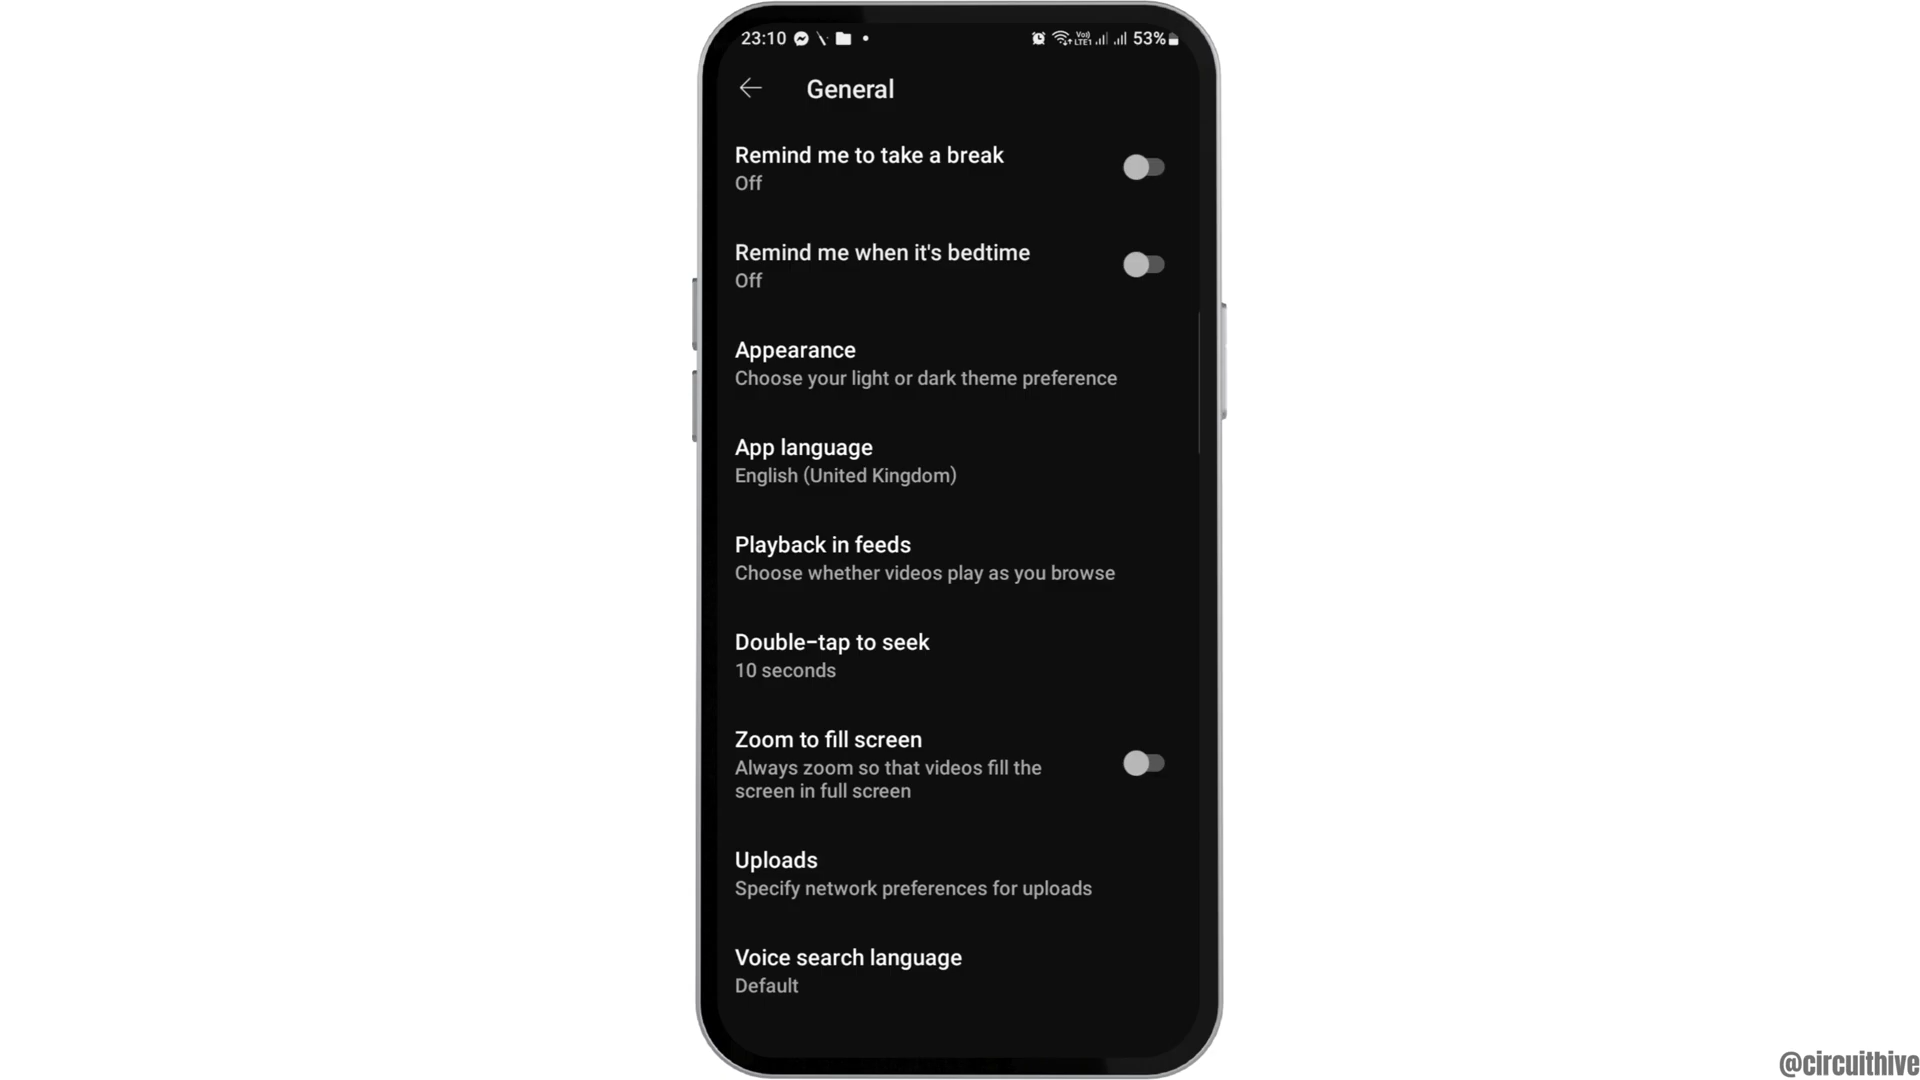 23:10 Vo)) LTE1 53%
General
Remind me to take a break
Off
Remind me when it's bedtime
Off
Appearance
Choose your light or dark theme preference
App language
English (United Kingdom)
Playback in feeds
Choose whether videos play as you browse
Double-tap to seek
10 seconds
Zoom to fill screen
Always zoom so that videos fill the
screen in full screen
Uploads
Specify network preferences for uploads
Voice search language
Default
@circuithive